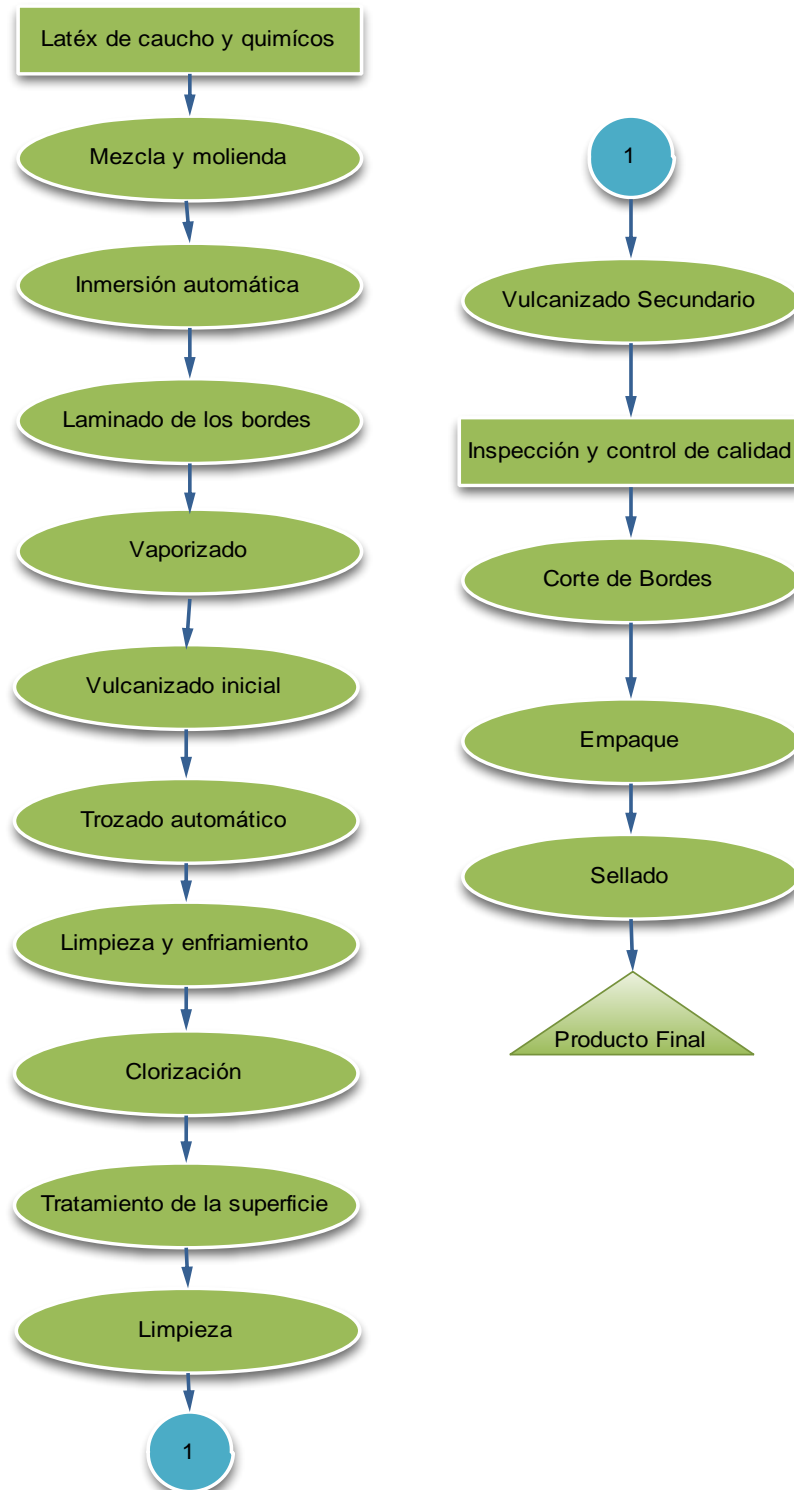 Latéx de caucho y quimícos
Mezcla y molienda
Inmersión automática
Laminado de los bordes
Vaporizado
Vulcanizado inicial
Trozado automático
Limpieza y enfriamiento
Clorización
Tratamiento de la superficie
Limpieza
1
1
Vulcanizado Secundario
Inspección y control de calidad
Corte de Bordes
Empaque
Sellado
Producto Final